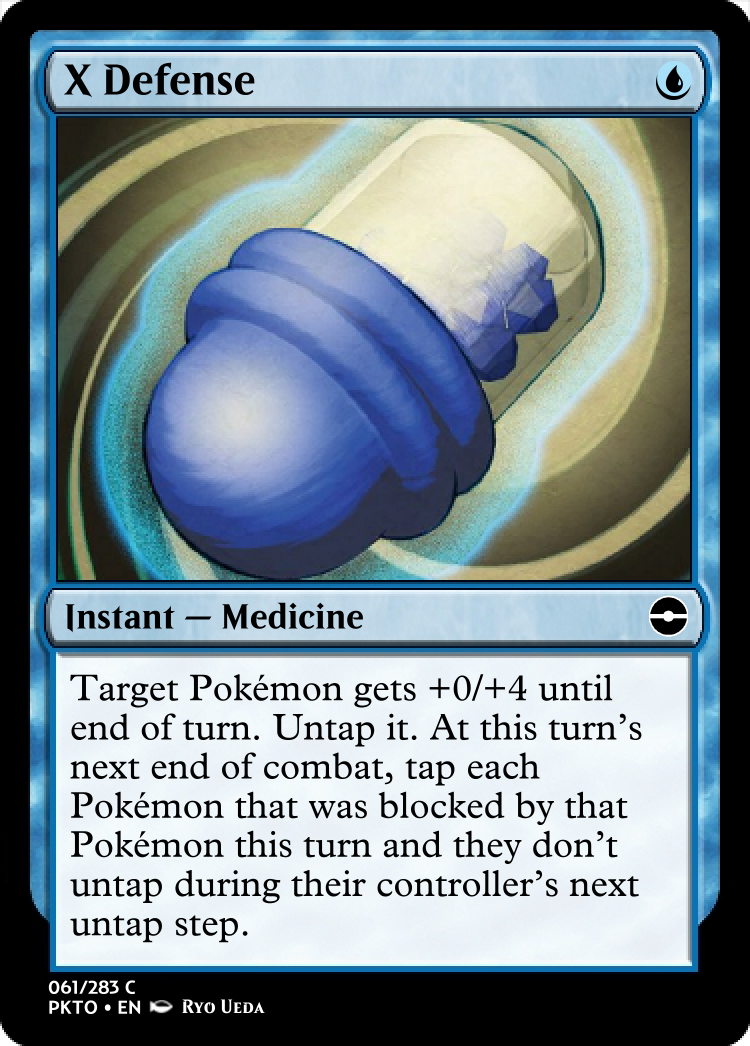 X Defense
Instant — Medicine
Target Pokémon gets +0/+4 until
end of turn. Untap it. At this turn's
next end of combat, tap each
Pokémon that was blocked by that
Pokémon this turn and they don't
untap during their controller's next
untap step.
061/283 C
PKTO • EN Ryo Ueda